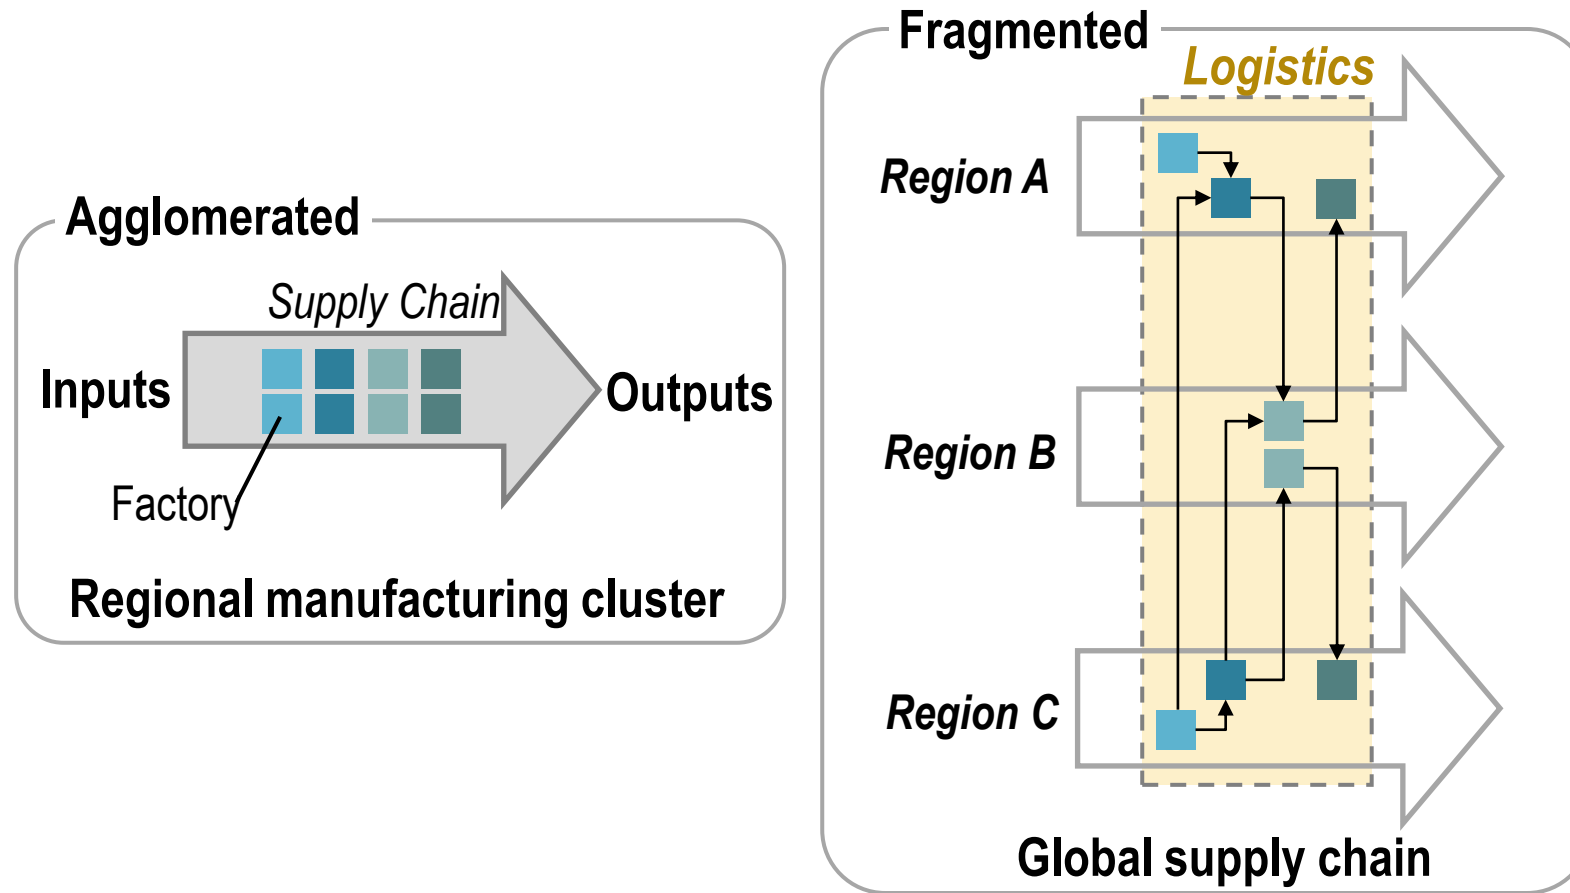 Agglomerated
Supply Chain
Inputs
Outputs
Factory
Regional manufacturing cluster
Fragmented
Logistics
Region A
Region B
Region C
Global supply chain